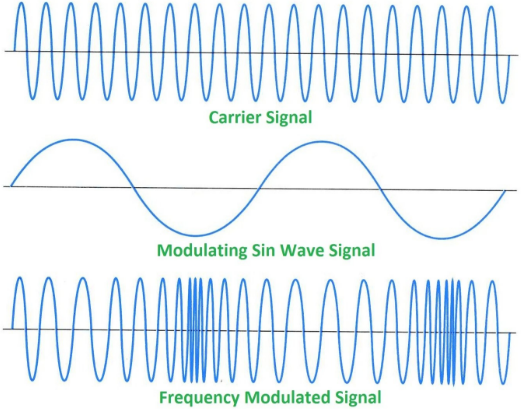 Carrier Signal
Modulating Sin Wave Signal
Frequency Modulated Signal